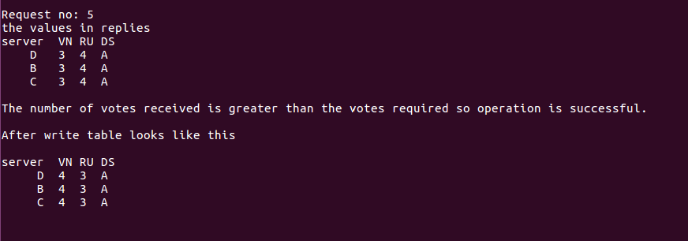 Request no: 5
the values in replies
server  VN RU DS
    D   3  4  A
    B   3  4  A
    C   3  4  A
The number of votes received is greater than the votes required so operation is successful.
After write table looks like this
server  VN RU DS
     D  4  3  A
     B  4  3  A
     C  4  3  A